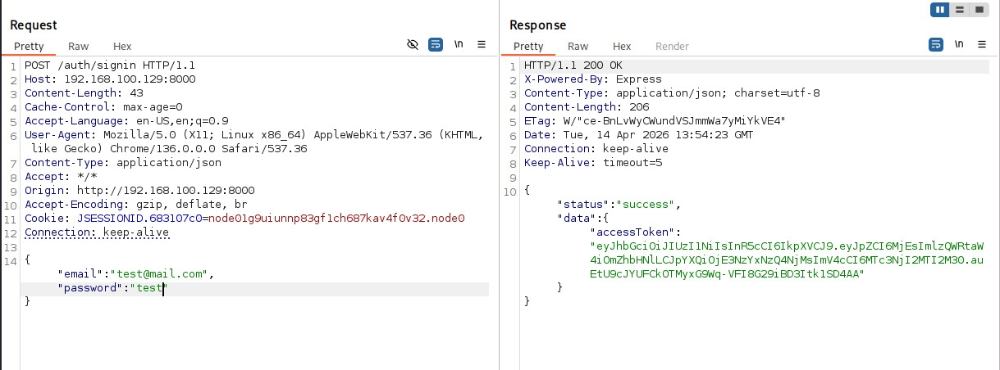 Request
Pretty Raw Hex \n
1 POST /auth/signin HTTP/1.1
2 Host: 192.168.100.129:8000
3 Content-Length: 43
4 Cache-Control: max-age=0
5 Accept-Language: en-US,en;q=0.9
6 User-Agent: Mozilla/5.0 (X11; Linux x86_64) AppleWebKit/537.36 (KHTML,
like Gecko) Chrome/136.0.0.0 Safari/537.36
7 Content-Type: application/json
8 Accept: */*
9 Origin: http://192.168.100.129:8000
10 Accept-Encoding: gzip, deflate, br
11 Cookie: JSESSIONID.683107c0=node01g9uiunnp83gf1ch687kav4f0v32.node0
12 Connection: keep-alive
13
14 {
"email":"test@mail.com",
"password":"test"
}
Response
Pretty Raw Hex Render \n
1 HTTP/1.1 200 OK
2 X-Powered-By: Express
3 Content-Type: application/json; charset=utf-8
4 Content-Length: 206
5 ETag: W/"ce-BnLvWyCWundVSJmmWa7yMiYkVE4"
6 Date: Tue, 14 Apr 2026 13:54:23 GMT
7 Connection: keep-alive
8 Keep-Alive: timeout=5
9
10 {
"status":"success",
"data":{
"accessToken":
"eyJhbGciOiJIUzI1NiIsInR5cCI6IkpXVCJ9.eyJpZCI6MjEsImlzQWRtaW
4iOmZhbHNlLCJpYXQiOjE3NzYxNzQ4NjMsImV4cCI6MTc3NjI2MTI2M30.au
EtU9cJYUFCkOTMyxG9Wq-VFI8G29iBD3Itk1SD4AA"
}
}